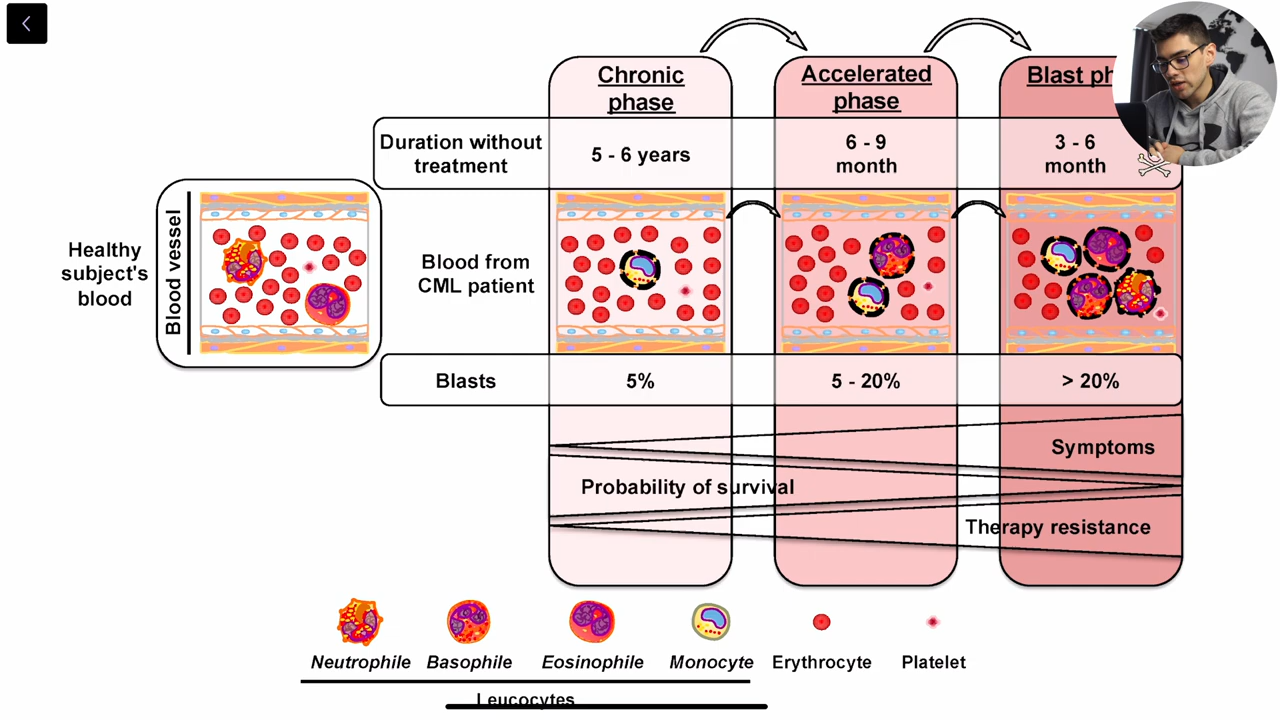 Chronic
phase
Accelerated
phase
Blast ph
Duration without
treatment
5 - 6 years
6 - 9
month
3 - 6
month
Healthy
subject's
blood
Blood vessel
Blood from
CML patient
Blasts
5%
5 - 20%
> 20%
Symptoms
Probability of survival
Therapy resistance
Neutrophile
Basophile
Eosinophile
Monocyte
Erythrocyte
Platelet
Leucocytes